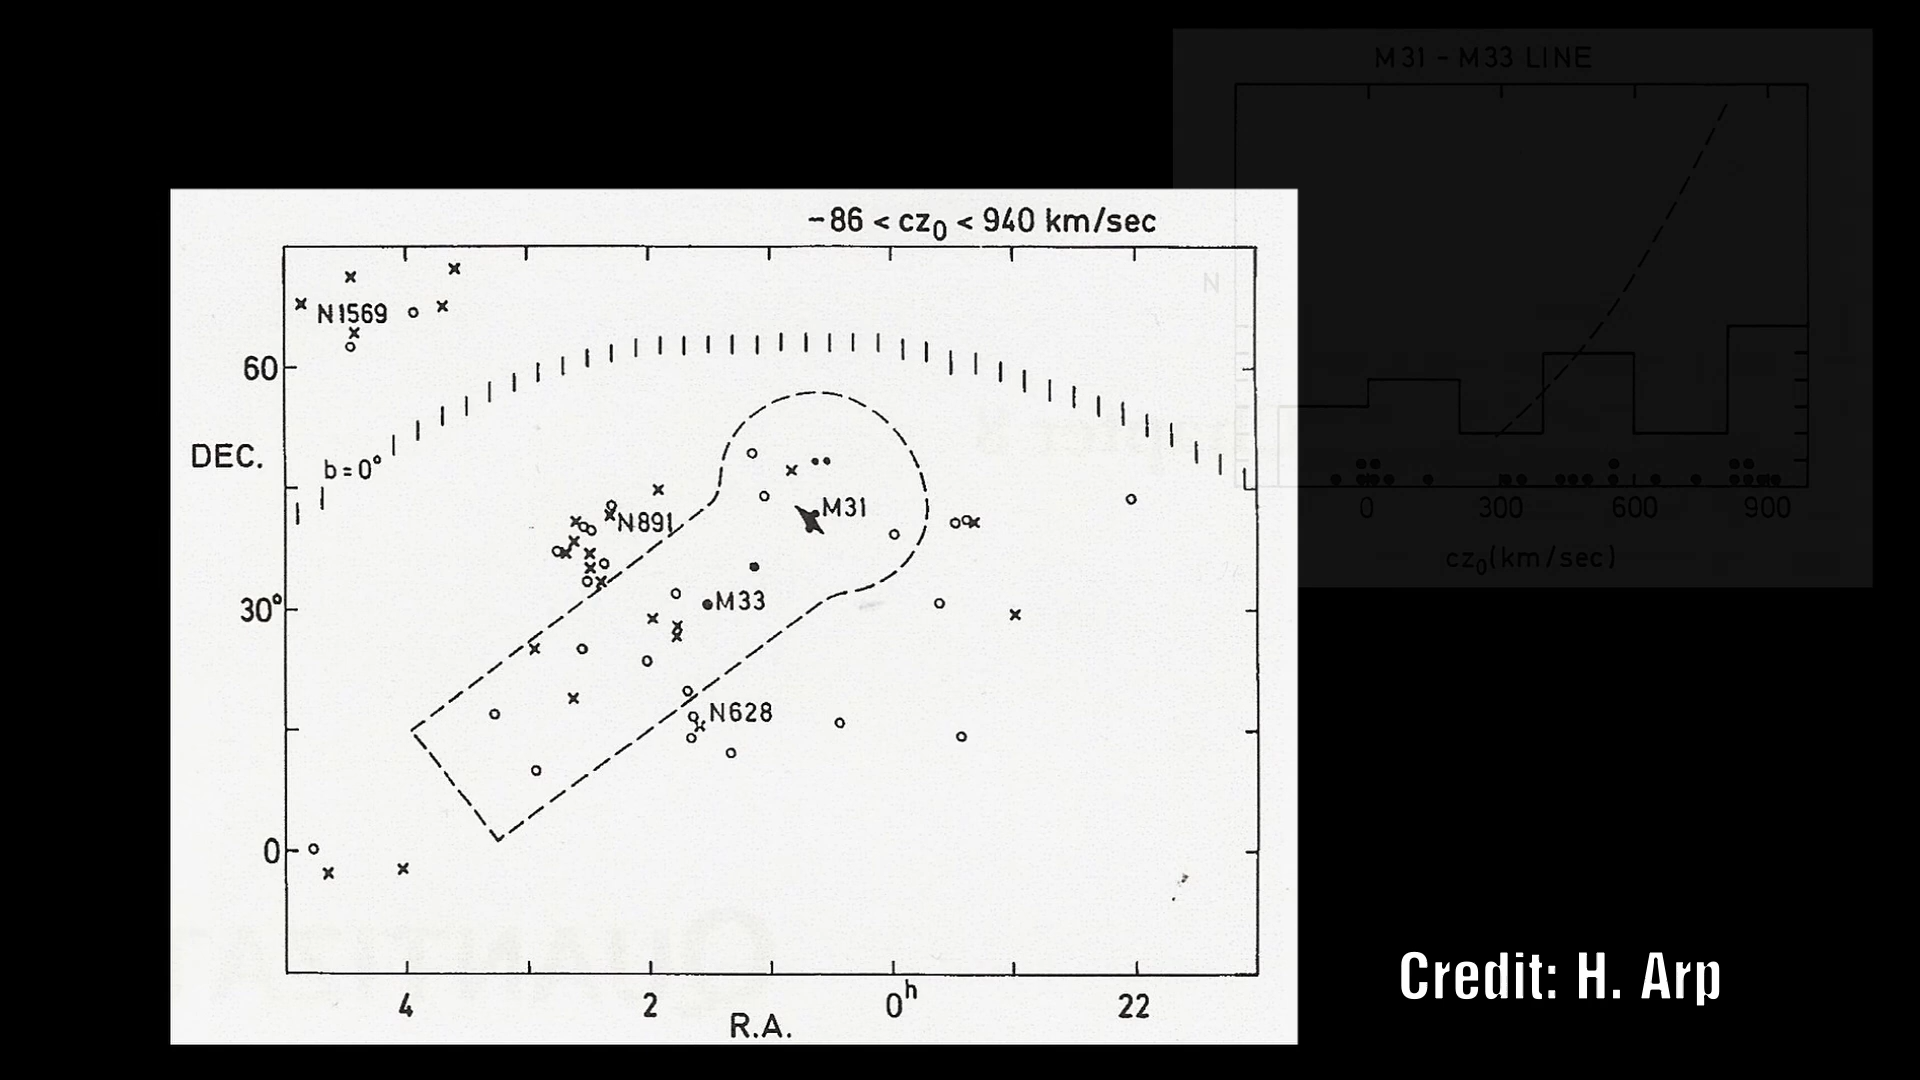 M31 - M33 LINE
-86 < cz₀ < 940 km/sec
N1569
60
DEC.
b=0°
M31
N891
30°
M33
N628
0
4
2
0ʰ
22
R.A.
N
0
300
600
900
cz₀(km/sec)
Credit: H. Arp